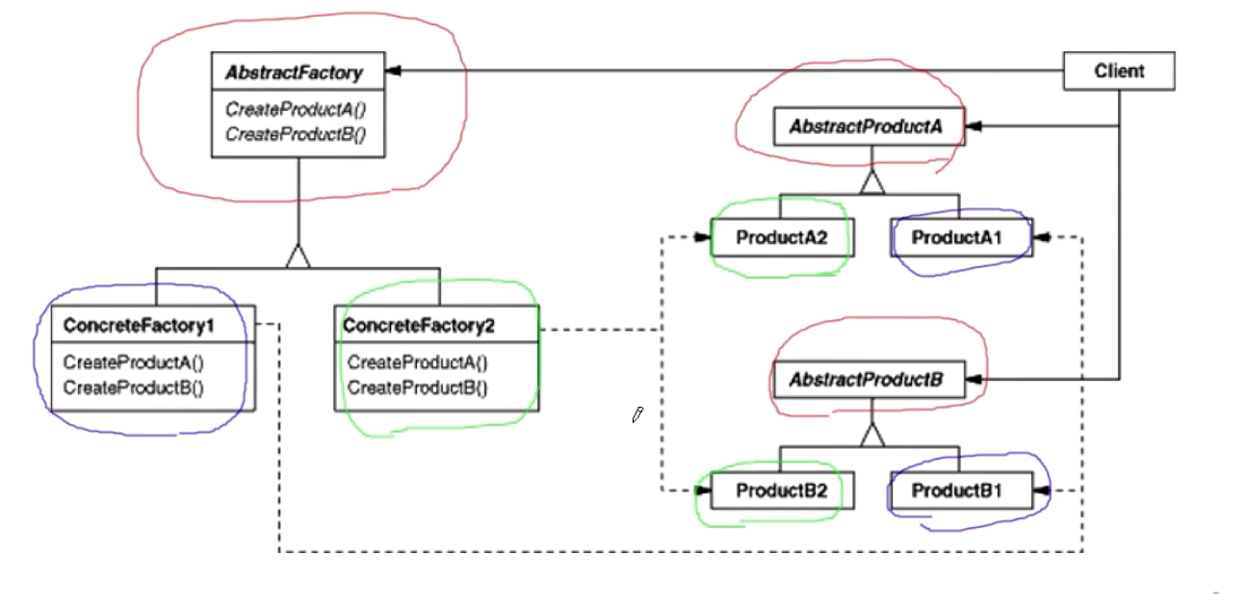 AbstractFactory
CreateProductA()
CreateProductB()
Client
AbstractProductA
ProductA2
ProductA1
ConcreteFactory1
CreateProductA()
CreateProductB()
ConcreteFactory2
CreateProductA()
CreateProductB()
AbstractProductB
ProductB2
ProductB1